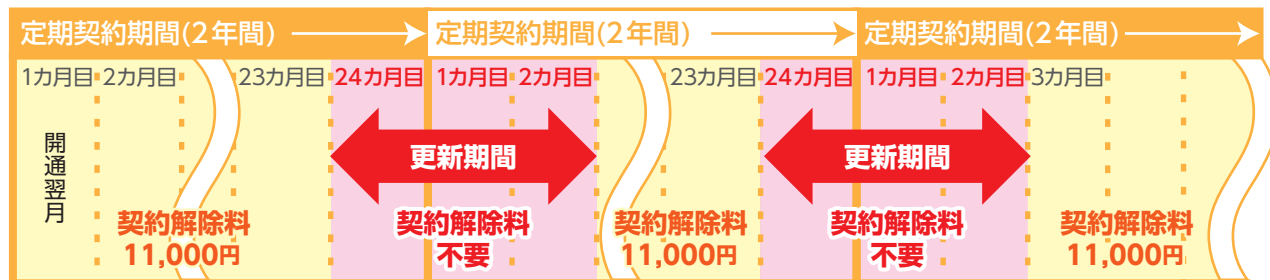 定期契約期間(2年間) 定期契約期間(2年間) 定期契約期間(2年間)
1カ月目 2カ月目 23カ月目 24カ月目 1カ月目 2カ月目 23カ月目 24カ月目 1カ月目 2カ月目 3カ月目
開通翌月
更新期間 更新期間
契約解除料 契約解除料 契約解除料 契約解除料 契約解除料
11,000円 不要 11,000円 不要 11,000円